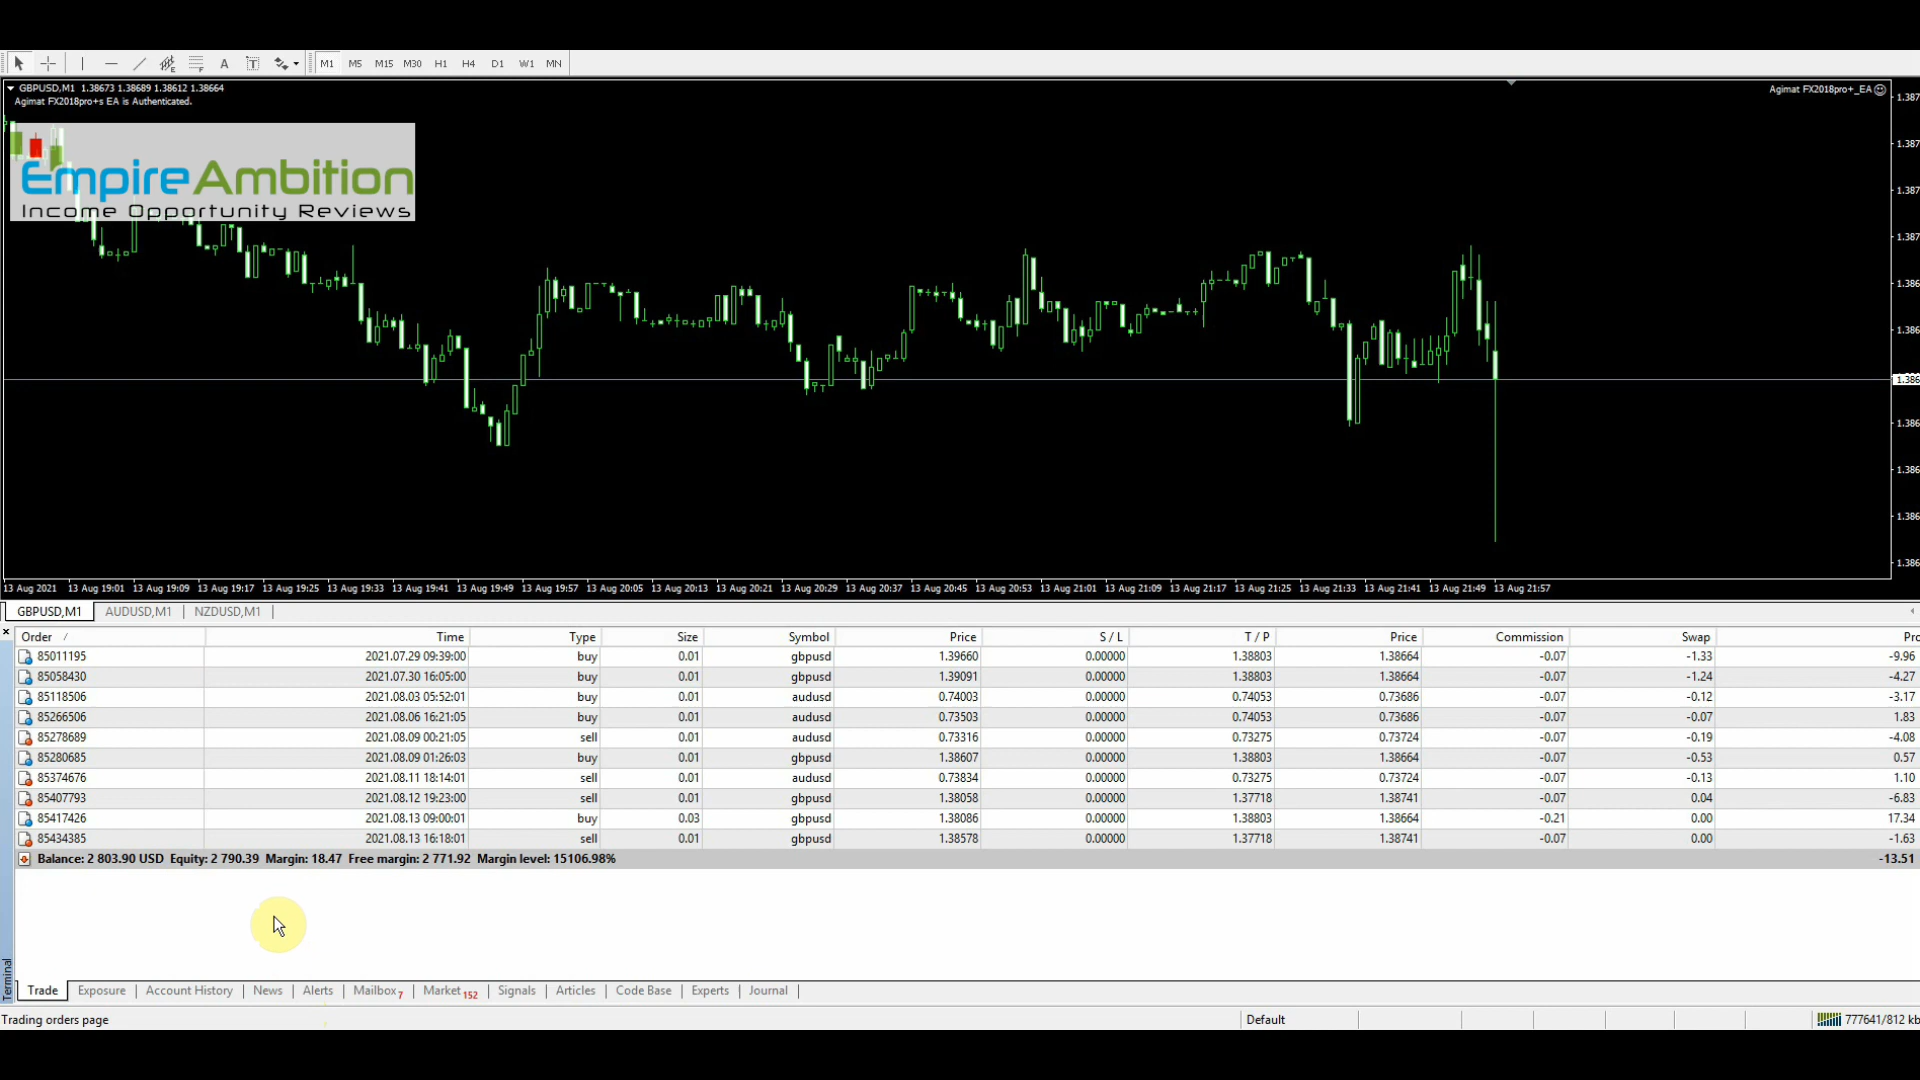 M1 M5 M15 M30 H1 H4 D1 W1 MN
GBPUSD,M1 1.38673 1.38689 1.38612 1.38664
Agimat FX2018pro+s EA is Authenticated.
Agimat FX2018pro+_EA
EmpireAmbition
Income Opportunity Reviews
1.387
1.387
1.387
1.387
1.386
1.386
1.386
1.386
1.386
1.386
1.386
13 Aug 2021 13 Aug 19:01 13 Aug 19:09 13 Aug 19:17 13 Aug 19:25 13 Aug 19:33 13 Aug 19:41 13 Aug 19:49 13 Aug 19:57 13 Aug 20:05 13 Aug 20:13 13 Aug 20:21 13 Aug 20:29 13 Aug 20:37 13 Aug 20:45 13 Aug 20:53 13 Aug 21:01 13 Aug 21:09 13 Aug 21:17 13 Aug 21:25 13 Aug 21:33 13 Aug 21:41 13 Aug 21:49 13 Aug 21:57
GBPUSD,M1 AUDUSD,M1 NZDUSD,M1
Order / Time Type Size Symbol Price S / L T / P Price Commission Swap Pro
85011195 2021.07.29 09:39:00 buy 0.01 gbpusd 1.39660 0.00000 1.38803 1.38664 -0.07 -1.33 -9.96
85058430 2021.07.30 16:05:00 buy 0.01 gbpusd 1.39091 0.00000 1.38803 1.38664 -0.07 -1.24 -4.27
85118506 2021.08.03 05:52:01 buy 0.01 audusd 0.74003 0.00000 0.74053 0.73686 -0.07 -0.12 -3.17
85266506 2021.08.06 16:21:05 buy 0.01 audusd 0.73503 0.00000 0.74053 0.73686 -0.07 -0.07 1.83
85278689 2021.08.09 00:21:05 sell 0.01 audusd 0.73316 0.00000 0.73275 0.73724 -0.07 -0.19 -4.08
85280685 2021.08.09 01:26:03 buy 0.01 gbpusd 1.38607 0.00000 1.38803 1.38664 -0.07 -0.53 0.57
85374676 2021.08.11 18:14:01 sell 0.01 audusd 0.73834 0.00000 0.73275 0.73724 -0.07 -0.13 1.10
85407793 2021.08.12 19:23:00 sell 0.01 gbpusd 1.38058 0.00000 1.37718 1.38741 -0.07 0.04 -6.83
85417426 2021.08.13 09:00:01 buy 0.03 gbpusd 1.38086 0.00000 1.38803 1.38664 -0.21 0.00 17.34
85434385 2021.08.13 16:18:01 sell 0.01 gbpusd 1.38578 0.00000 1.37718 1.38741 -0.07 0.00 -1.63
Balance: 2 803.90 USD Equity: 2 790.39 Margin: 18.47 Free margin: 2 771.92 Margin level: 15106.98% -13.51
Terminal
Trade Exposure Account History News Alerts Mailbox 7 Market 152 Signals Articles Code Base Experts Journal
Trading orders page Default 777641/812 kb